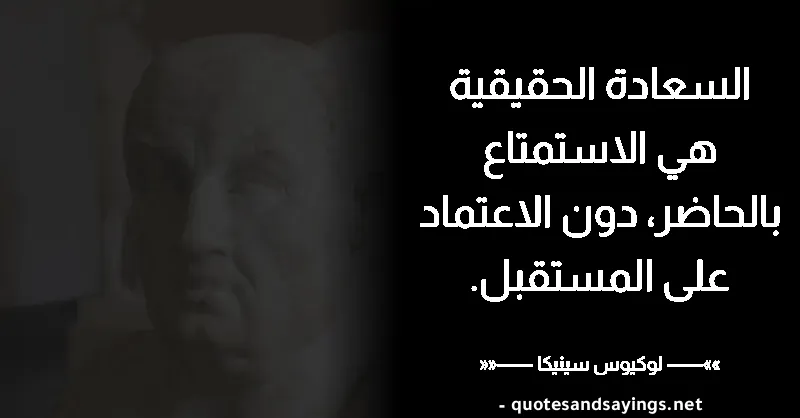 السعادة الحقيقية
هي الاستمتاع
بالحاضر، دون الاعتماد
على المستقبل.
»»—— لوكيوس سينيكا ——««
- quotesandsayings.net